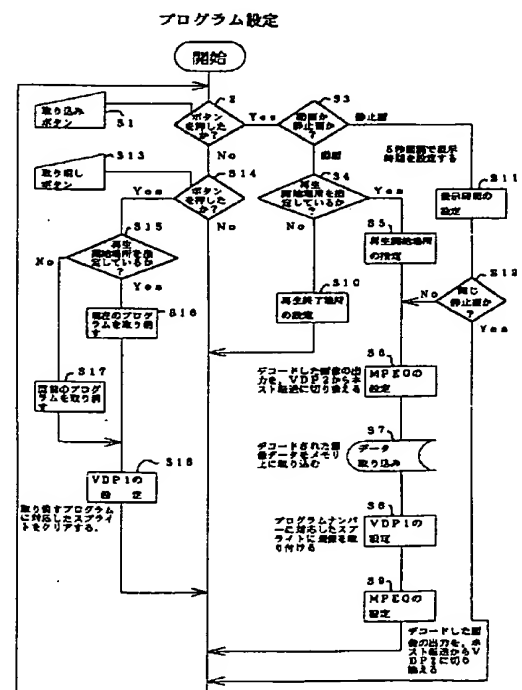 プログラム設定
開始
取り込み
ボタン
S1
2
ボタン
を押したか
?
Yes
No
S3
動画か
静止画か
?
静止画
動画
S13
取り消し
ボタン
S14
ボタン
を押したか
?
Yes
No
S4
再生
開始場所を指
定しているか
?
Yes
No
5秒間隔で表示
時間を設定する
S11
表示時間の
設定
S5
再生開始場所
の指定
S15
再生
開始場所を指
定しているか
?
No
Yes
S12
同じ
静止画か
?
No
Yes
S10
再生終了場所
の設定
S16
現在のプログラ
ムを取り消
す
S17
直前のプログ
ラムを取り消
す
デコードした画像の出
力を、VDP2からホ
スト転送に切り換える
S6
MPEGの
設定
デコードされた画
像データをメモリ
上に取り込む
S7
データ
取り込み
S18
VDP1の
設 定
取り消すプログラム
に対応したスプライ
トをクリアする。
プログラムナンバ
ーに対応したスプ
ライトに画像を取
り付ける
S8
VDP1の
設定
S9
MPEGの
設定
デコードした画
像の出力を、ホ
スト転送からV
DP2に切り
換える